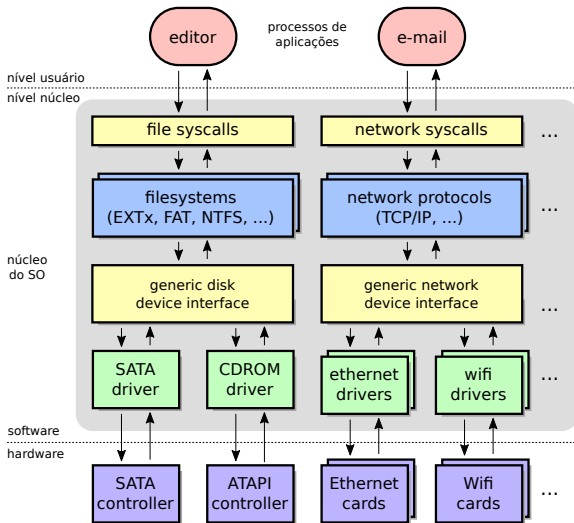 editor
processos de
aplicações
e-mail
nível usuário
nível núcleo
file syscalls
network syscalls
...
filesystems
(EXTx, FAT, NTFS, ...)
network protocols
(TCP/IP, ...)
...
núcleo
do SO
generic disk
device interface
generic network
device interface
...
SATA
driver
CDROM
driver
ethernet
drivers
wifi
drivers
...
software
hardware
SATA
controller
ATAPI
controller
Ethernet
cards
Wifi
cards
...